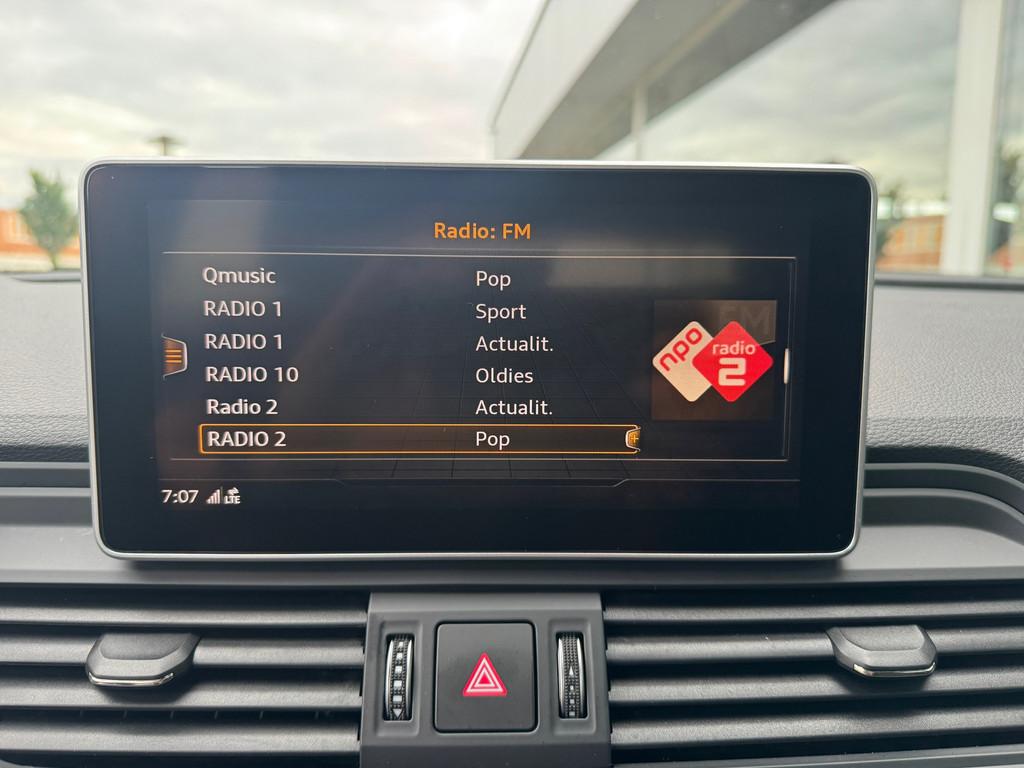 Radio: FM
Qmusic Pop
RADIO 1 Sport
RADIO 1 Actualit.
RADIO 10 Oldies
Radio 2 Actualit.
RADIO 2 Pop
FM
npo radio 2
7:07 LTE